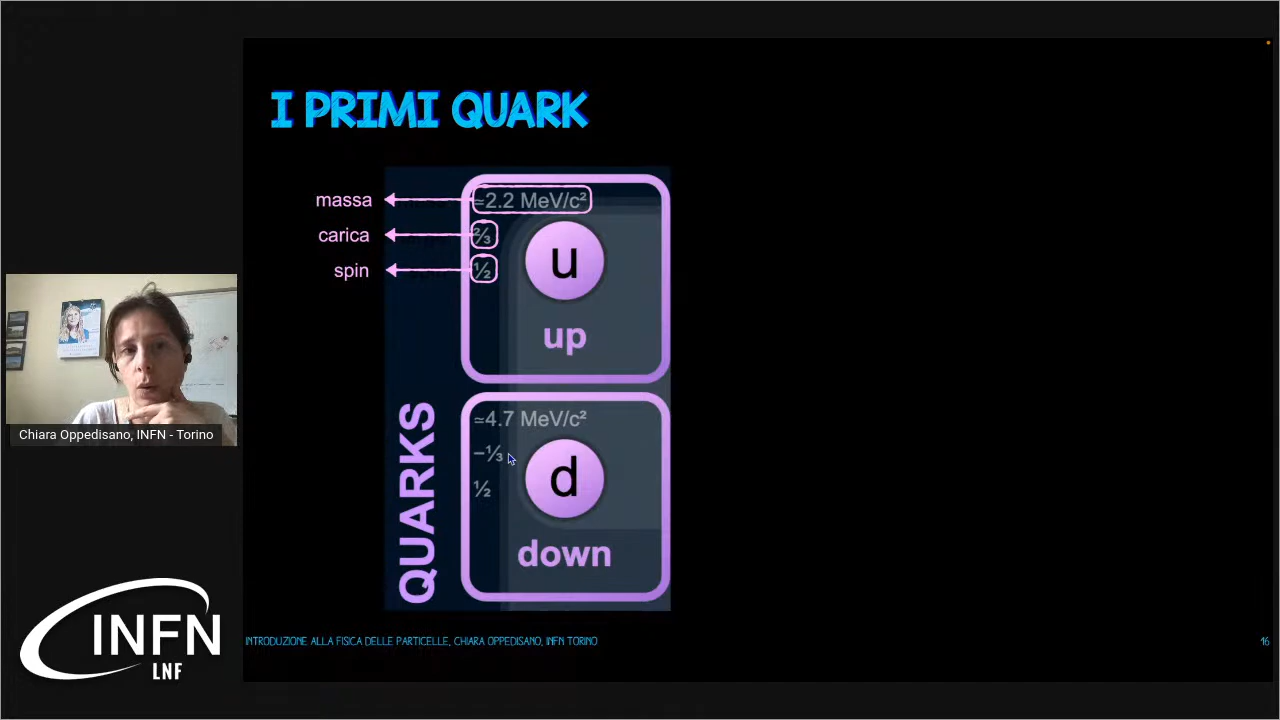 I PRIMI QUARK
massa
≃2.2 MeV/c²
carica
⅔
spin
½
u
up
QUARKS
≃4.7 MeV/c²
−⅓
½
d
down
Chiara Oppedisano, INFN - Torino
INFN
LNF
INTRODUZIONE ALLA FISICA DELLE PARTICELLE, CHIARA OPPEDISANO, INFN TORINO
16